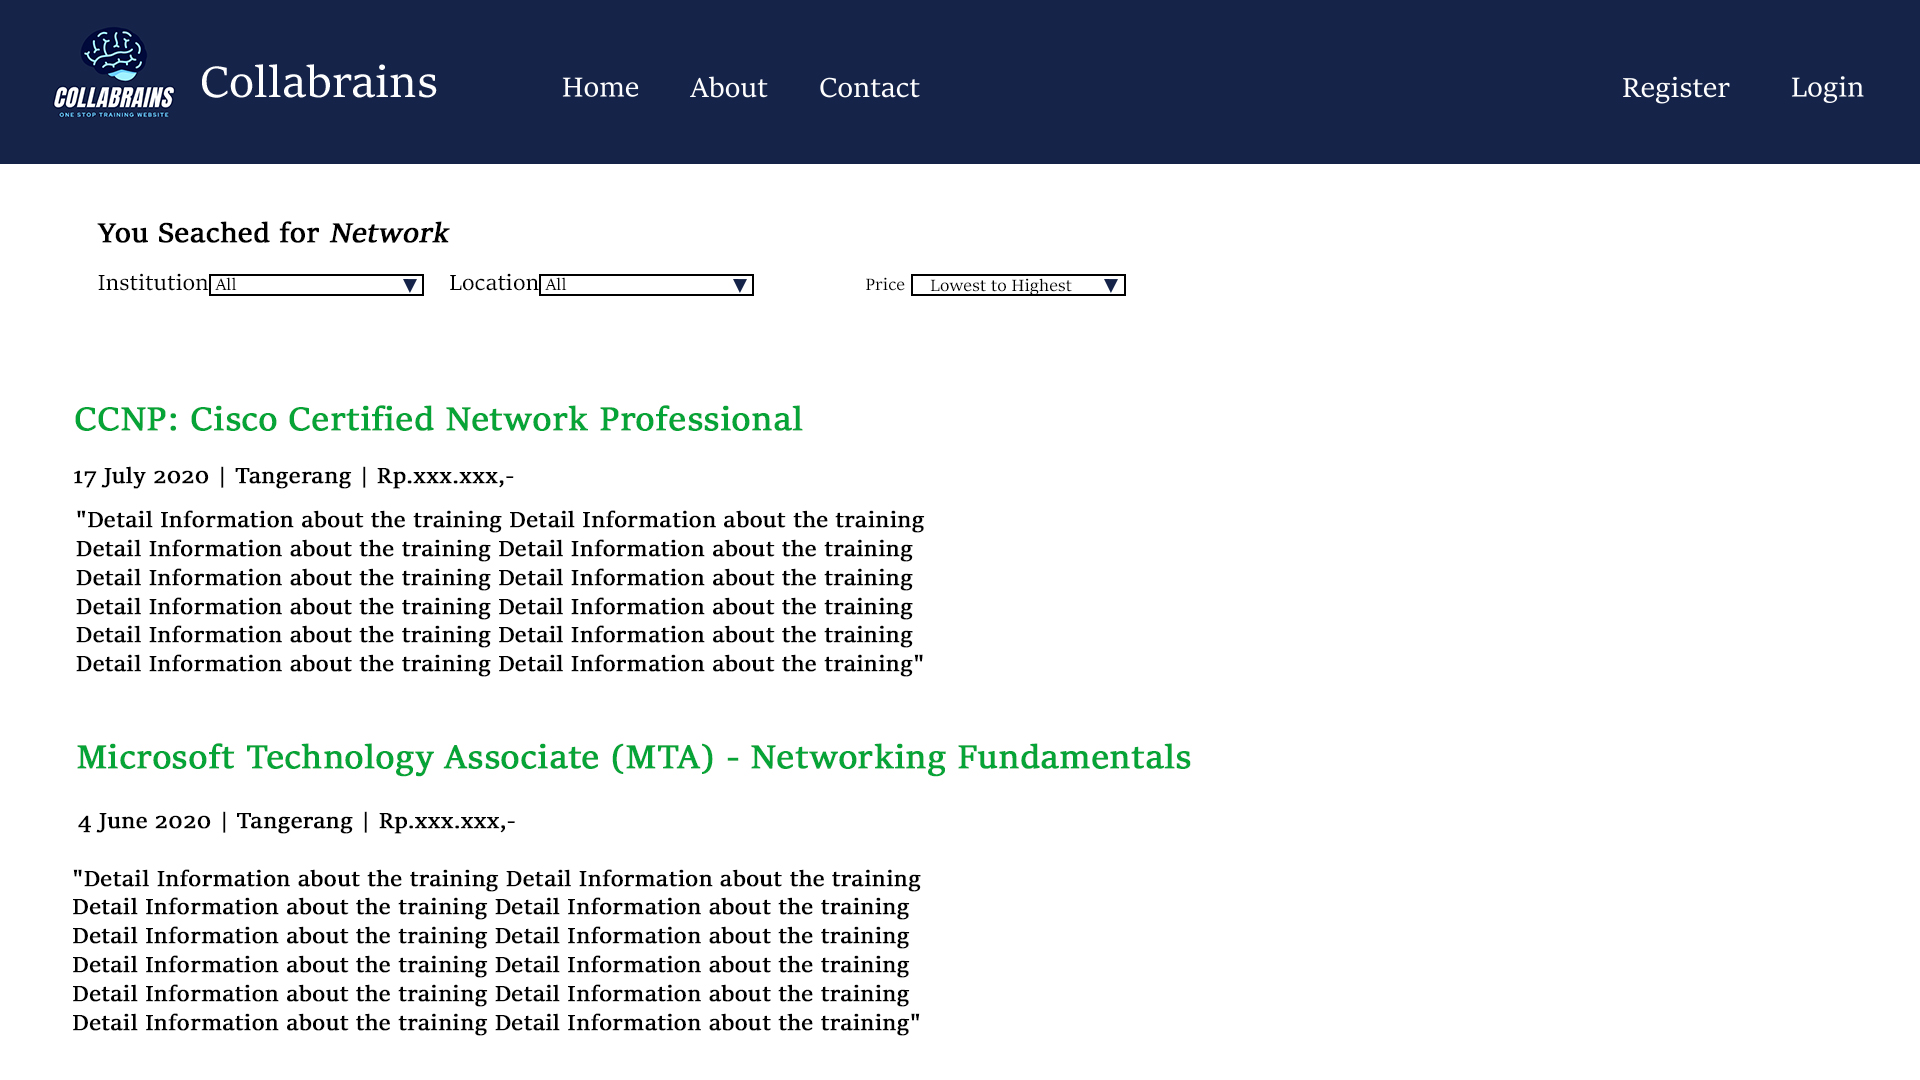 COLLABRAINS
ONE STOP TRAINING WEBSITE
Collabrains
Home About Contact
Register Login
You Seached for Network
Institution All ▼ Location All ▼ Price Lowest to Highest ▼
CCNP: Cisco Certified Network Professional
17 July 2020 | Tangerang | Rp.xxx.xxx,-
"Detail Information about the training Detail Information about the training
Detail Information about the training Detail Information about the training
Detail Information about the training Detail Information about the training
Detail Information about the training Detail Information about the training
Detail Information about the training Detail Information about the training
Detail Information about the training Detail Information about the training"
Microsoft Technology Associate (MTA) - Networking Fundamentals
4 June 2020 | Tangerang | Rp.xxx.xxx,-
"Detail Information about the training Detail Information about the training
Detail Information about the training Detail Information about the training
Detail Information about the training Detail Information about the training
Detail Information about the training Detail Information about the training
Detail Information about the training Detail Information about the training
Detail Information about the training Detail Information about the training"